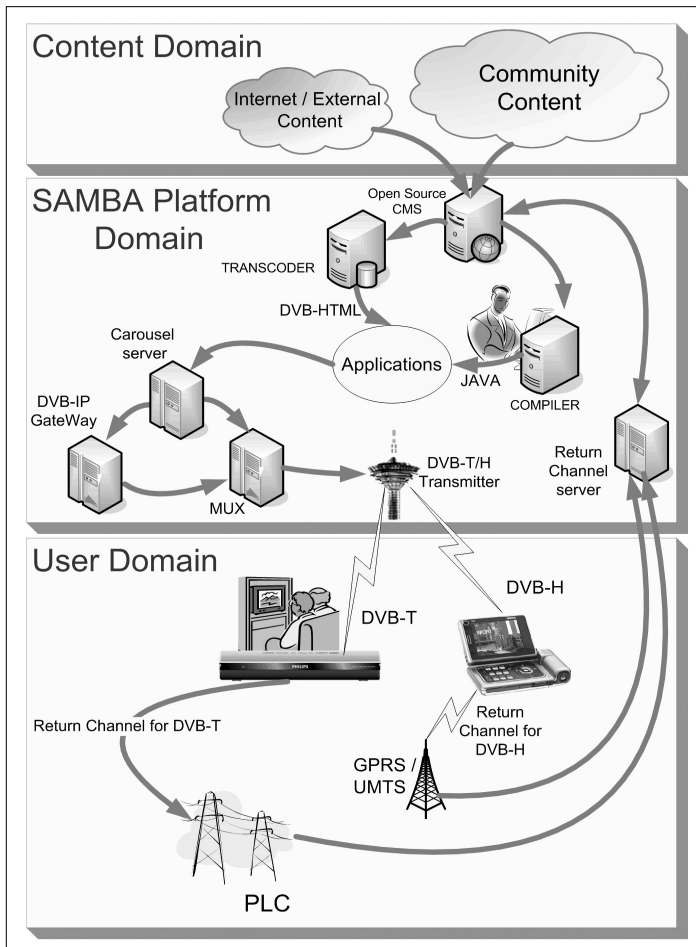 Content Domain
Internet / External
Content
Community
Content
SAMBA Platform
Domain
Open Source
CMS
TRANSCODER
DVB-HTML
Carousel
server
Applications
JAVA
COMPILER
DVB-IP
GateWay
MUX
DVB-T/H
Transmitter
Return
Channel
server
User Domain
DVB-T
DVB-H
PHILIPS
Return Channel for DVB-T
Return
Channel for
DVB-H
GPRS /
UMTS
PLC